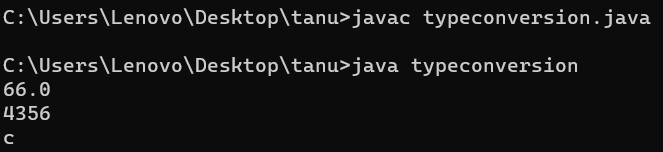 C:\Users\Lenovo\Desktop\tanu>javac typeconversion.java
C:\Users\Lenovo\Desktop\tanu>java typeconversion
66.0
4356
c